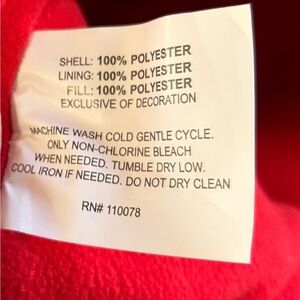 SHELL: 100% POLYESTER
LINING: 100% POLYESTER
FILL: 100% POLYESTER
EXCLUSIVE OF DECORATION
MACHINE WASH COLD GENTLE CYCLE.
ONLY NON-CHLORINE BLEACH
WHEN NEEDED. TUMBLE DRY LOW.
COOL IRON IF NEEDED. DO NOT DRY CLEAN
RN# 110078